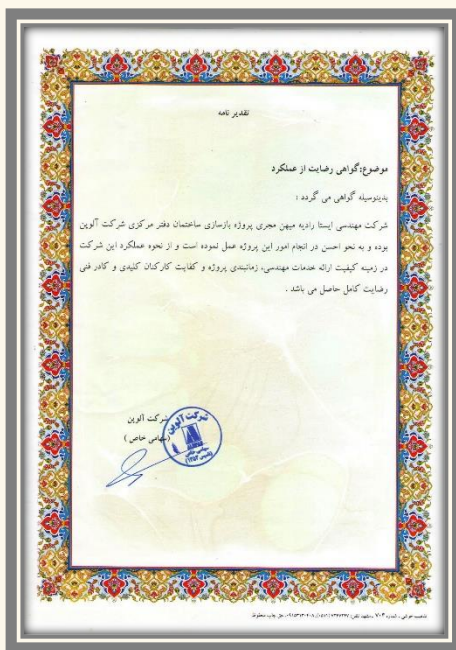 تقدیر نامه
موضوع:گواهی رضایت از عملکرد
بدینوسیله گواهی می گردد :
شرکت مهندسی ایستا رادیه میهن مجری پروژه بازسازی ساختمان دفتر مرکزی شرکت آلوین
بوده و به نحو احسن در انجام امور این پروژه عمل نموده است و از نحوه عملکرد این شرکت
در زمینه کیفیت ارائه خدمات مهندسی، زمانبندی پروژه و کفایت کارکنان کلیدی و کادر فنی
رضایت کامل حاصل می باشد .
شرکت آلوین
(سهامی خاص )
شرکت آلوین
سهامی خاص